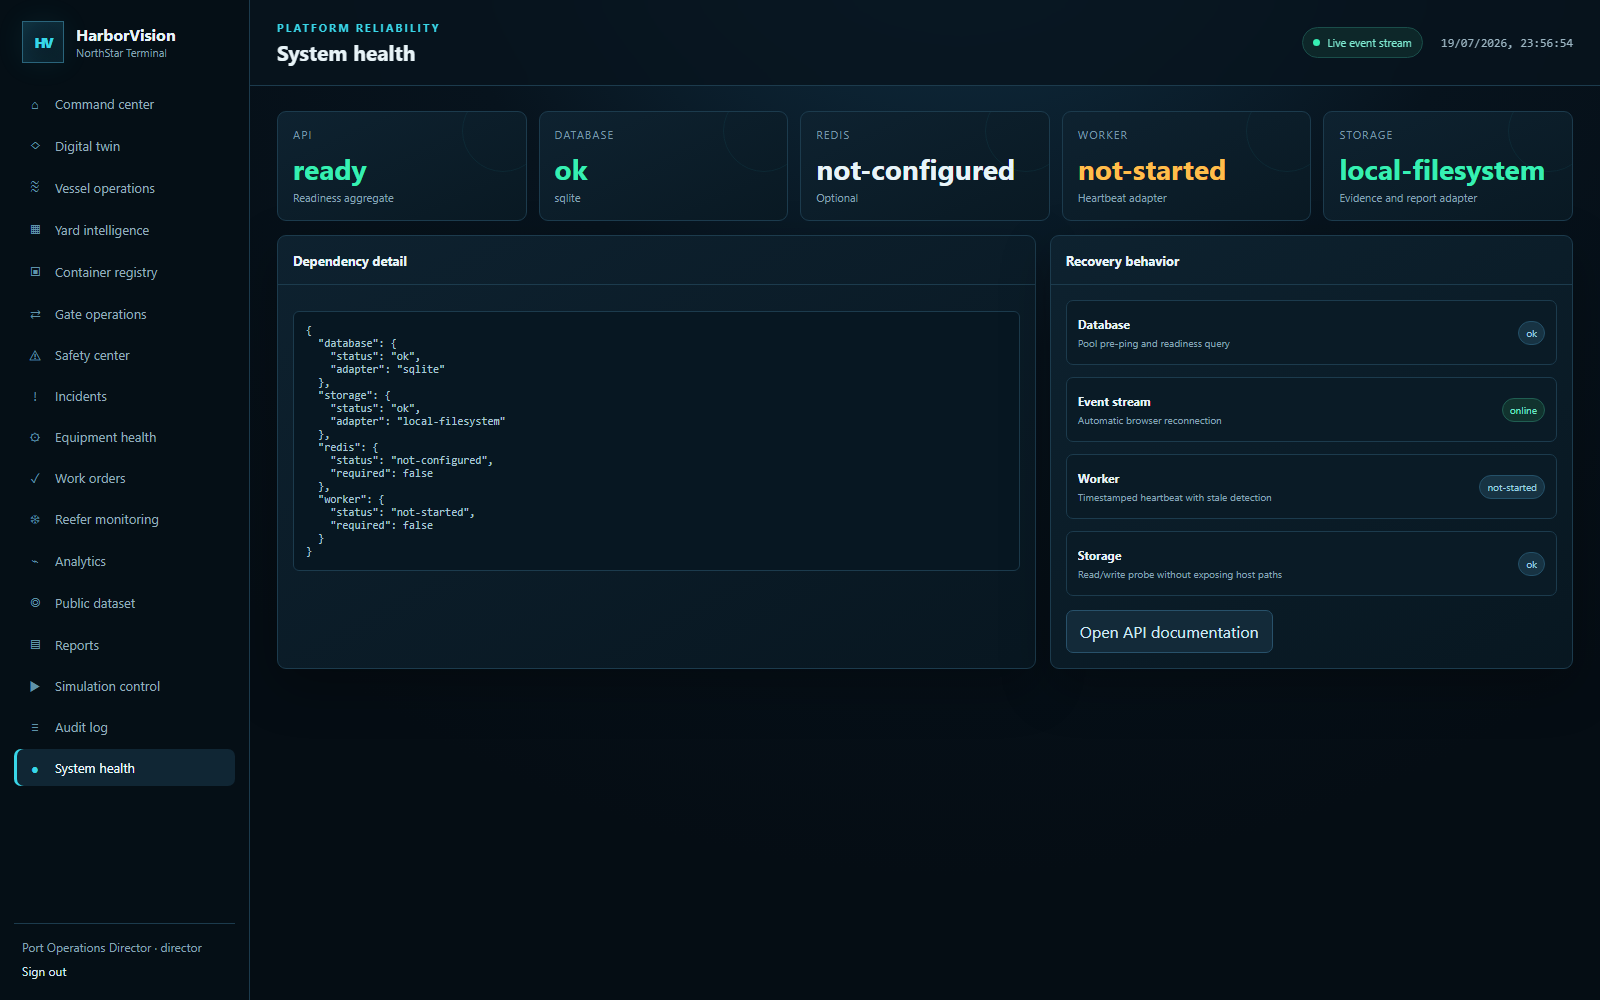 HV
HarborVision
NorthStar Terminal
Command center
Digital twin
Vessel operations
Yard intelligence
Container registry
Gate operations
Safety center
Incidents
Equipment health
Work orders
Reefer monitoring
Analytics
Public dataset
Reports
Simulation control
Audit log
System health
Port Operations Director · director
Sign out
PLATFORM RELIABILITY
System health
Live event stream
19/07/2026, 23:56:54
API
ready
Readiness aggregate
DATABASE
ok
sqlite
REDIS
not-configured
Optional
WORKER
not-started
Heartbeat adapter
STORAGE
local-filesystem
Evidence and report adapter
Dependency detail
{
"database": {
"status": "ok",
"adapter": "sqlite"
},
"storage": {
"status": "ok",
"adapter": "local-filesystem"
},
"redis": {
"status": "not-configured",
"required": false
},
"worker": {
"status": "not-started",
"required": false
}
}
Recovery behavior
Database
Pool pre-ping and readiness query
ok
Event stream
Automatic browser reconnection
online
Worker
Timestamped heartbeat with stale detection
not-started
Storage
Read/write probe without exposing host paths
ok
Open API documentation